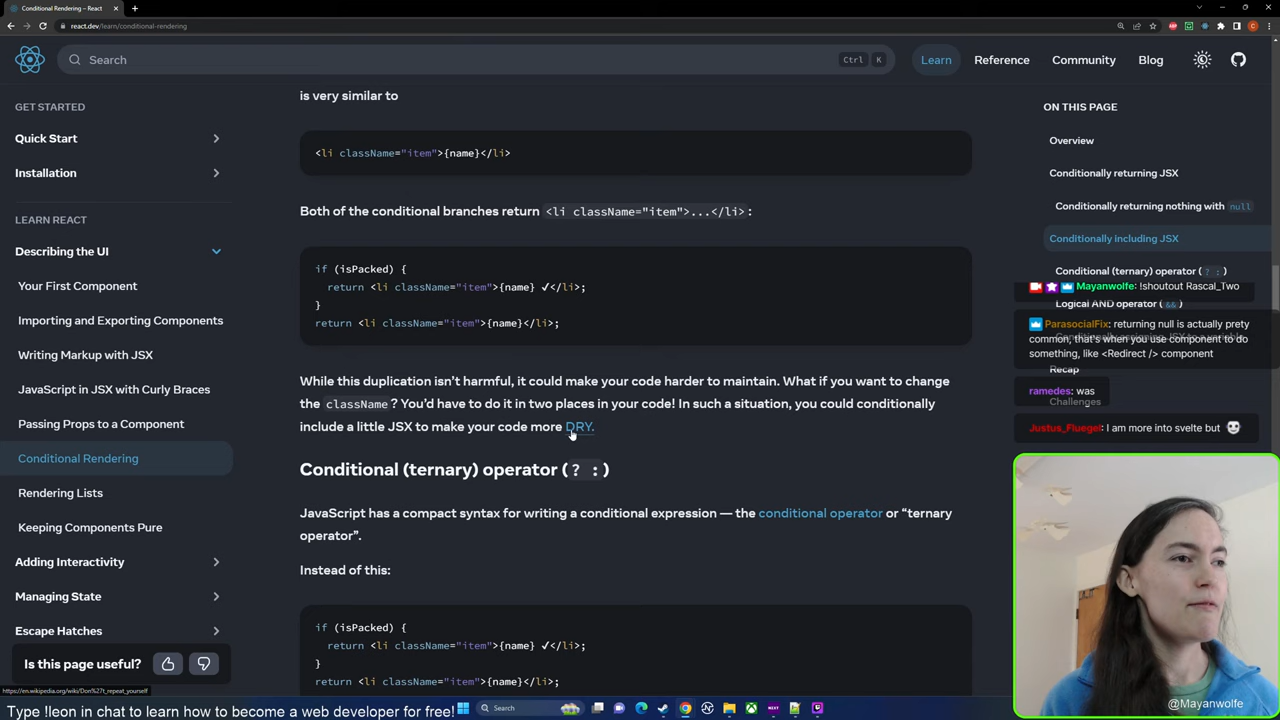 Conditional Rendering – React
react.dev/learn/conditional-rendering
Search
Ctrl K
Learn
Reference
Community
Blog
GET STARTED
Quick Start
Installation
LEARN REACT
Describing the UI
Your First Component
Importing and Exporting Components
Writing Markup with JSX
JavaScript in JSX with Curly Braces
Passing Props to a Component
Conditional Rendering
Rendering Lists
Keeping Components Pure
Adding Interactivity
Managing State
Escape Hatches
Is this page useful?
https://en.wikipedia.org/wiki/Don%27t_repeat_yourself
is very similar to
<li className="item">{name}</li>
Both of the conditional branches return <li className="item">...</li>:
if (isPacked) {
return <li className="item">{name} ✓</li>;
}
return <li className="item">{name}</li>;
While this duplication isn't harmful, it could make your code harder to maintain. What if you want to change
the className? You'd have to do it in two places in your code! In such a situation, you could conditionally
include a little JSX to make your code more DRY.
Conditional (ternary) operator ( ? : )
JavaScript has a compact syntax for writing a conditional expression — the conditional operator or “ternary
operator”.
Instead of this:
if (isPacked) {
return <li className="item">{name} ✓</li>;
}
return <li className="item">{name}</li>;
ON THIS PAGE
Overview
Conditionally returning JSX
Conditionally returning nothing with null
Conditionally including JSX
Conditional (ternary) operator ( ? : )
Mayanwolfe: !shoutout Rascal_Two
Logical AND operator ( && )
ParasocialFix: returning null is actually prety
common, that's when you use component to do
Conditionally assigning JSX to a variable
something, like <Redirect /> component
Recap
ramedes: was
Challenges
Justus_Fluegel: I am more into svelte but
@Mayanwolfe
Type !leon in chat to learn how to become a web developer for free!
Search